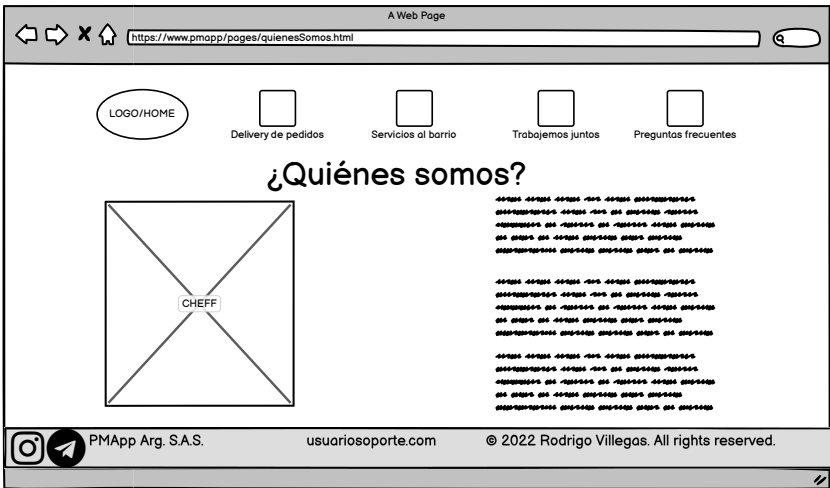 A Web Page
https://www.pmapp/pages/quienesSomos.html
LOGO/HOME
Delivery de pedidos
Servicios al barrio
Trabajemos juntos
Preguntas frecuentes
¿Quiénes somos?
CHEFF
PMApp Arg. S.A.S.
usuariosoporte.com
© 2022 Rodrigo Villegas. All rights reserved.